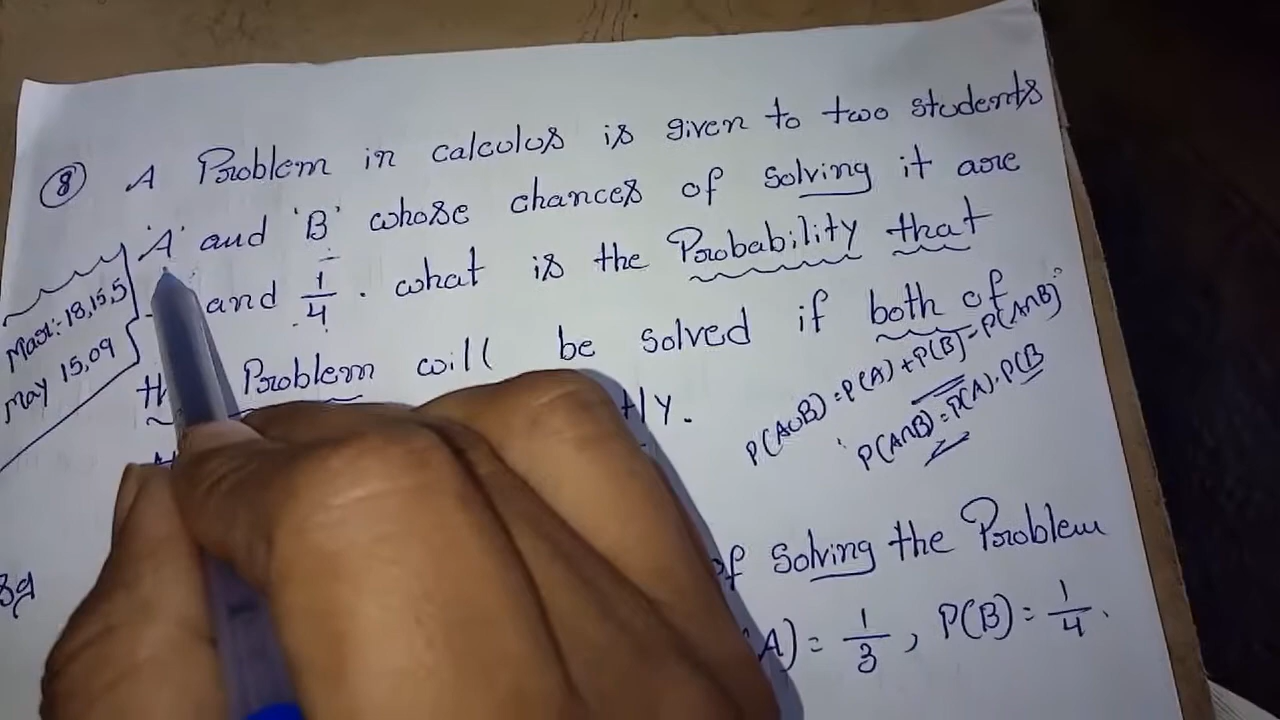 ⑧ A Problem in calculus is given to two students
'A' and 'B' whose chances of solving it are
and 1/4 . what is the Probability that
Problem will be solved if both of
tly.
Mar:- 18,15,5
May 15,09
P(A∪B) = P(A) + P(B) - P(A∩B)
P(A∩B) = P(A).P(B
of Solving the Problem
A) = 1/3 , P(B) = 1/4 .